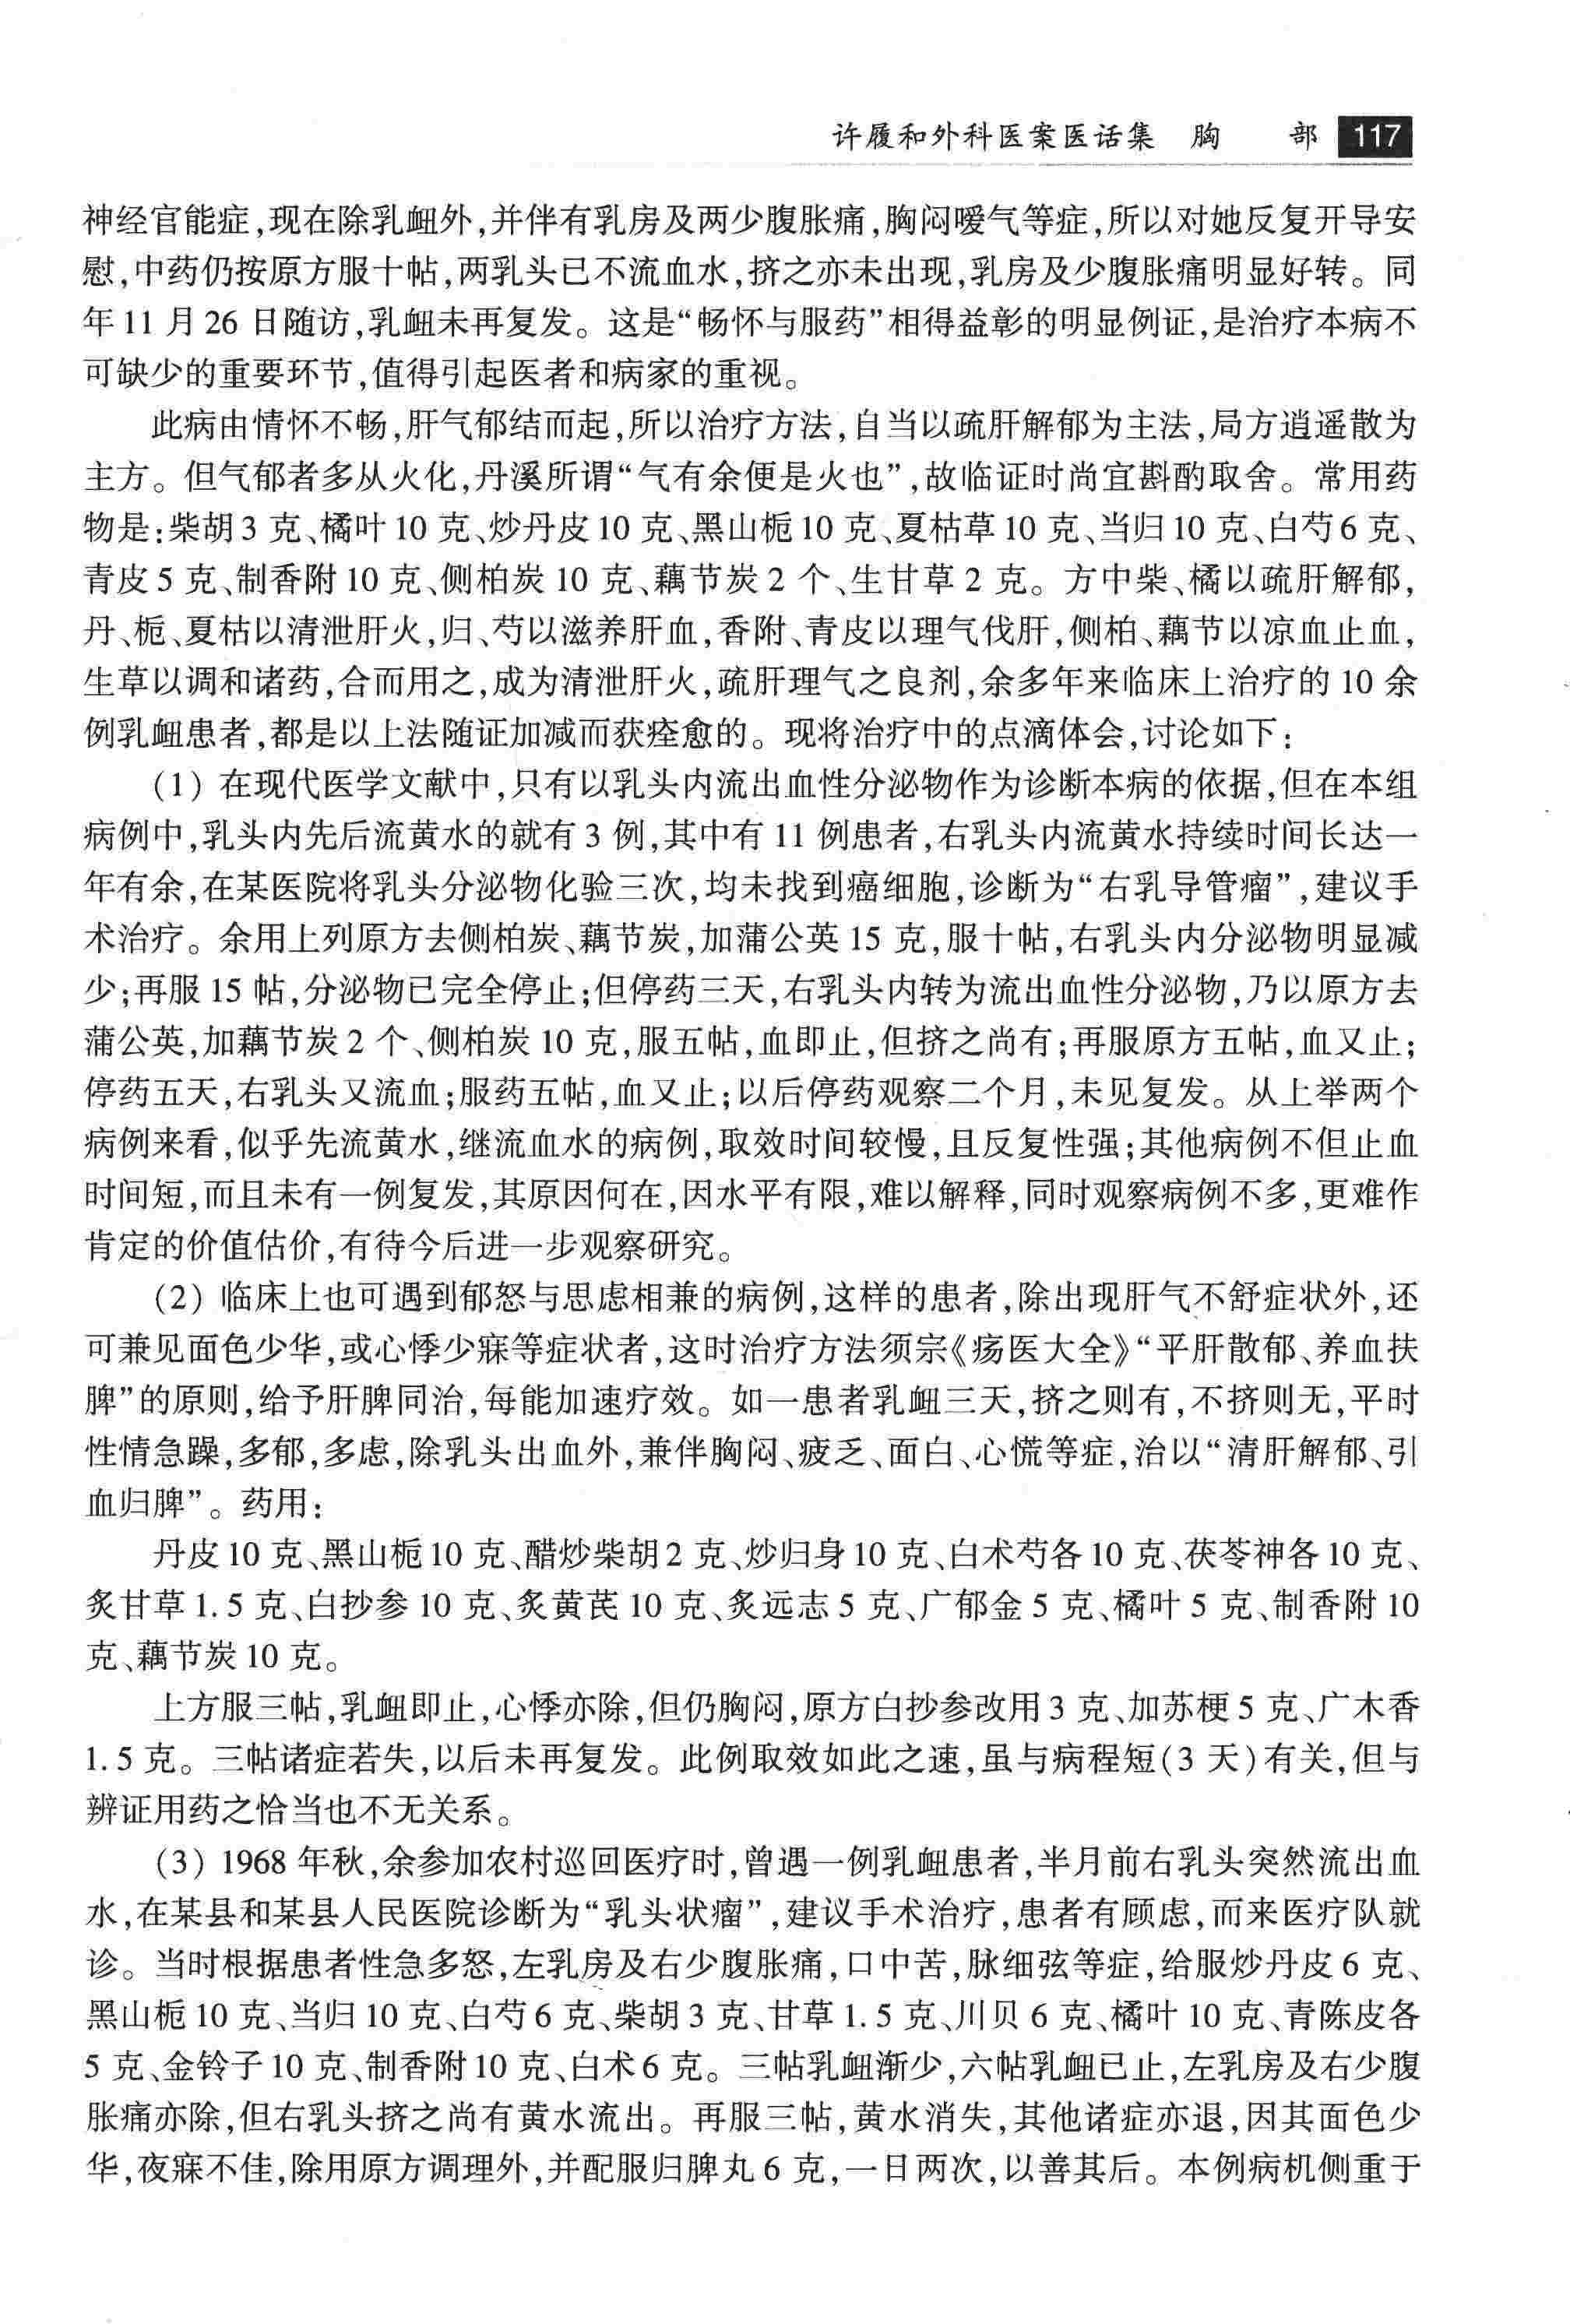 许履和外科医案医话集 胸 部 117
神经官能症,现在除乳衄外,并伴有乳房及两少腹胀痛,胸闷嗳气等症,所以对她反复开导安
慰,中药仍按原方服十帖,两乳头已不流血水,挤之亦未出现,乳房及少腹胀痛明显好转。同
年11月26日随访,乳衄未再复发。这是“畅怀与服药”相得益彰的明显例证,是治疗本病不
可缺少的重要环节,值得引起医者和病家的重视。
此病由情怀不畅,肝气郁结而起,所以治疗方法,自当以疏肝解郁为主法,局方逍遥散为
主方。但气郁者多从火化,丹溪所谓“气有余便是火也”,故临证时尚宜斟酌取舍。常用药
物是:柴胡3克、橘叶10克、炒丹皮10克、黑山栀10克、夏枯草10克、当归10克、白芍6克、
青皮5克、制香附10克、侧柏炭10克、藕节炭2个、生甘草2克。方中柴、橘以疏肝解郁,
丹、栀、夏枯以清泄肝火,归、芍以滋养肝血,香附、青皮以理气伐肝,侧柏、藕节以凉血止血,
生草以调和诸药,合而用之,成为清泄肝火,疏肝理气之良剂,余多年来临床上治疗的10余
例乳衄患者,都是以上法随证加减而获痊愈的。现将治疗中的点滴体会,讨论如下:
(1) 在现代医学文献中,只有以乳头内流出血性分泌物作为诊断本病的依据,但在本组
病例中,乳头内先后流黄水的就有3例,其中有11例患者,右乳头内流黄水持续时间长达一
年有余,在某医院将乳头分泌物化验三次,均未找到癌细胞,诊断为“右乳导管瘤”,建议手
术治疗。余用上列原方去侧柏炭、藕节炭,加蒲公英15克,服十帖,右乳头内分泌物明显减
少;再服15帖,分泌物已完全停止;但停药三天,右乳头内转为流出血性分泌物,乃以原方去
蒲公英,加藕节炭2个、侧柏炭10克,服五帖,血即止,但挤之尚有;再服原方五帖,血又止;
停药五天,右乳头又流血;服药五帖,血又止;以后停药观察二个月,未见复发。从上举两个
病例来看,似乎先流黄水,继流血水的病例,取效时间较慢,且反复性强;其他病例不但止血
时间短,而且未有一例复发,其原因何在,因水平有限,难以解释,同时观察病例不多,更难作
肯定的价值估价,有待今后进一步观察研究。
(2) 临床上也可遇到郁怒与思虑相兼的病例,这样的患者,除出现肝气不舒症状外,还
可兼见面色少华,或心悸少寐等症状者,这时治疗方法须宗《疡医大全》“平肝散郁、养血扶
脾”的原则,给予肝脾同治,每能加速疗效。如一患者乳衄三天,挤之则有,不挤则无,平时
性情急躁,多郁,多虑,除乳头出血外,兼伴胸闷、疲乏、面白、心慌等症,治以“清肝解郁、引
血归脾”。药用:
丹皮10克、黑山栀10克、醋炒柴胡2克、炒归身10克、白术芍各10克、茯苓神各10克、
炙甘草1.5克、白抄参10克、炙黄芪10克、炙远志5克、广郁金5克、橘叶5克、制香附10
克、藕节炭10克。
上方服三帖,乳衄即止,心悸亦除,但仍胸闷,原方白抄参改用3克、加苏梗5克、广木香
1.5克。三帖诸症若失,以后未再复发。此例取效如此之速,虽与病程短(3天)有关,但与
辨证用药之恰当也不无关系。
(3) 1968年秋,余参加农村巡回医疗时,曾遇一例乳衄患者,半月前右乳头突然流出血
水,在某县和某县人民医院诊断为“乳头状瘤”,建议手术治疗,患者有顾虑,而来医疗队就
诊。当时根据患者性急多怒,左乳房及右少腹胀痛,口中苦,脉细弦等症,给服炒丹皮6克、
黑山栀10克、当归10克、白芍6克、柴胡3克、甘草1.5克、川贝6克、橘叶10克、青陈皮各
5克、金铃子10克、制香附10克、白术6克。三帖乳衄渐少,六帖乳衄已止,左乳房及右少腹
胀痛亦除,但右乳头挤之尚有黄水流出。再服三帖,黄水消失,其他诸症亦退,因其面色少
华,夜寐不佳,除用原方调理外,并配服归脾丸6克,一日两次,以善其后。本例病机侧重于